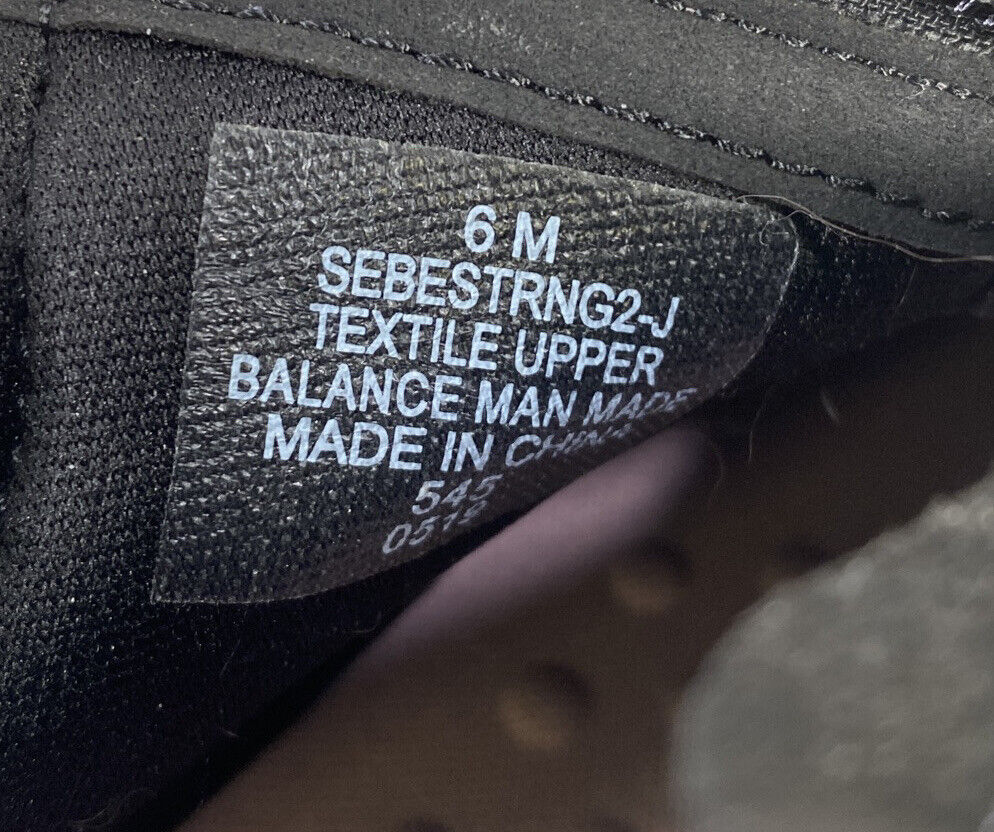 6 M
SEBESTRNG2-J
TEXTILE UPPER
BALANCE MAN MADE
MADE IN CHINA
545